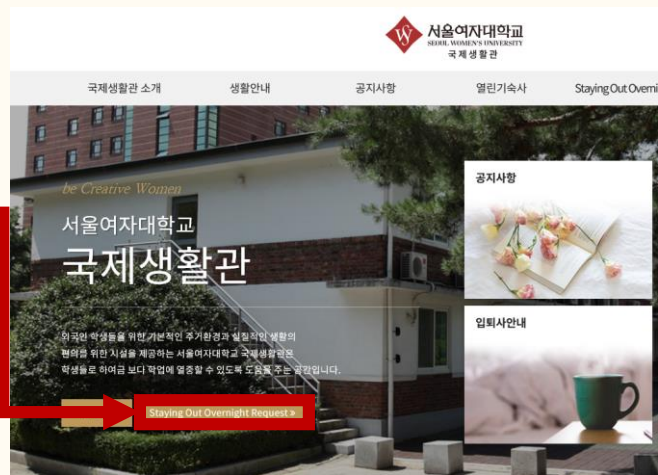 서울여자대학교
SEOUL WOMEN'S UNIVERSITY
국제생활관
국제생활관 소개
생활안내
공지사항
열린기숙사
Staying Out Overni
be Creative Women
서울여자대학교
국제생활관
외국인 학생들을 위한 기본적인 주거환경과 실질적인 생활의
편의를 위한 시설을 제공하는 서울여자대학교 국제생활관은
학생들로 하여금 보다 학업에 열중할 수 있도록 도움을 주는 공간입니다.
Staying Out Overnight Request »
공지사항
입퇴사안내